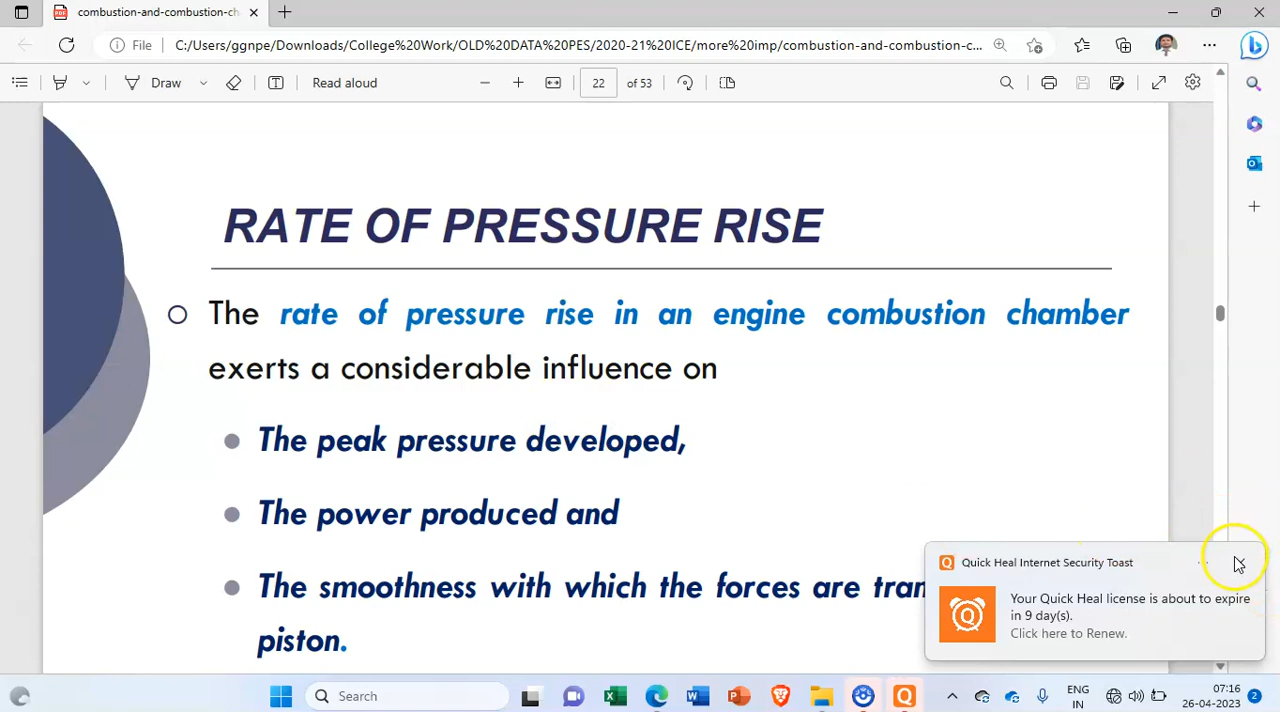 combustion-and-combustion-ch
File
C:/Users/ggnpe/Downloads/College%20Work/OLD%20DATA%20PES/2020-21%20ICE/more%20imp/combustion-and-combustion-c...
Draw
Read aloud
22
of 53
RATE OF PRESSURE RISE
The rate of pressure rise in an engine combustion chamber
exerts a considerable influence on
The peak pressure developed,
The power produced and
The smoothness with which the forces are tran
piston.
Quick Heal Internet Security Toast
Your Quick Heal license is about to expire
in 9 day(s).
Click here to Renew.
Search
ENG
IN
07:16
26-04-2023
2